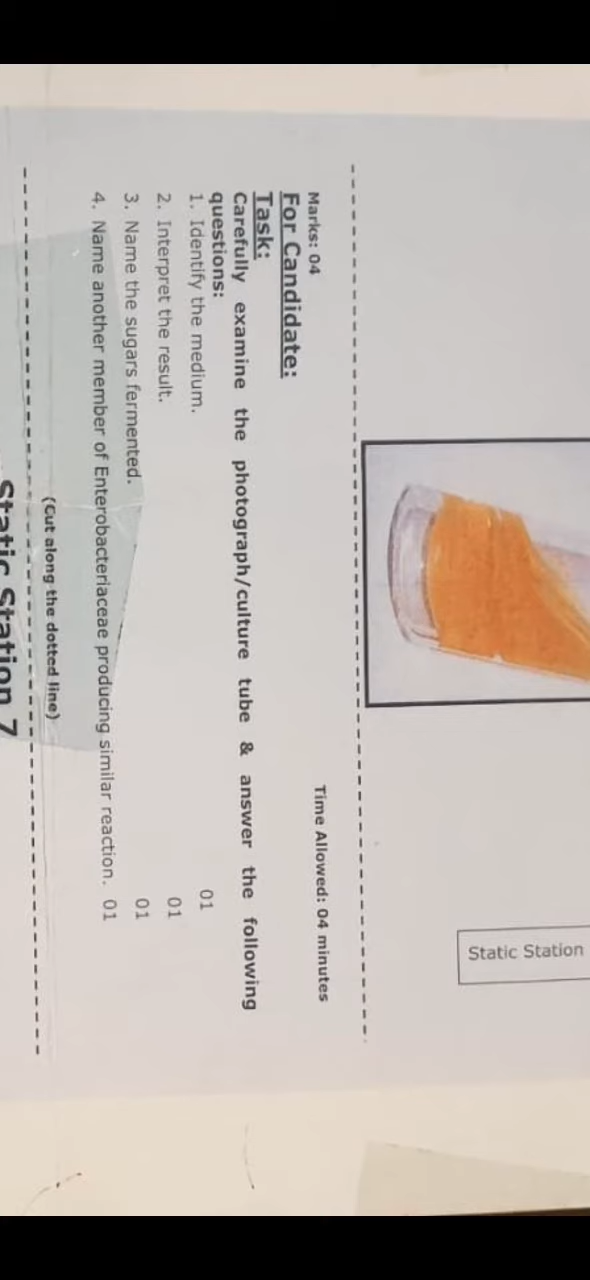 Static Station
Marks: 04 Time Allowed: 04 minutes
For Candidate:
Task:
Carefully examine the photograph/culture tube & answer the following
questions:
1. Identify the medium. 01
2. Interpret the result. 01
3. Name the sugars fermented. 01
4. Name another member of Enterobacteriaceae producing similar reaction. 01
(Cut along the dotted line)
Static Station 7